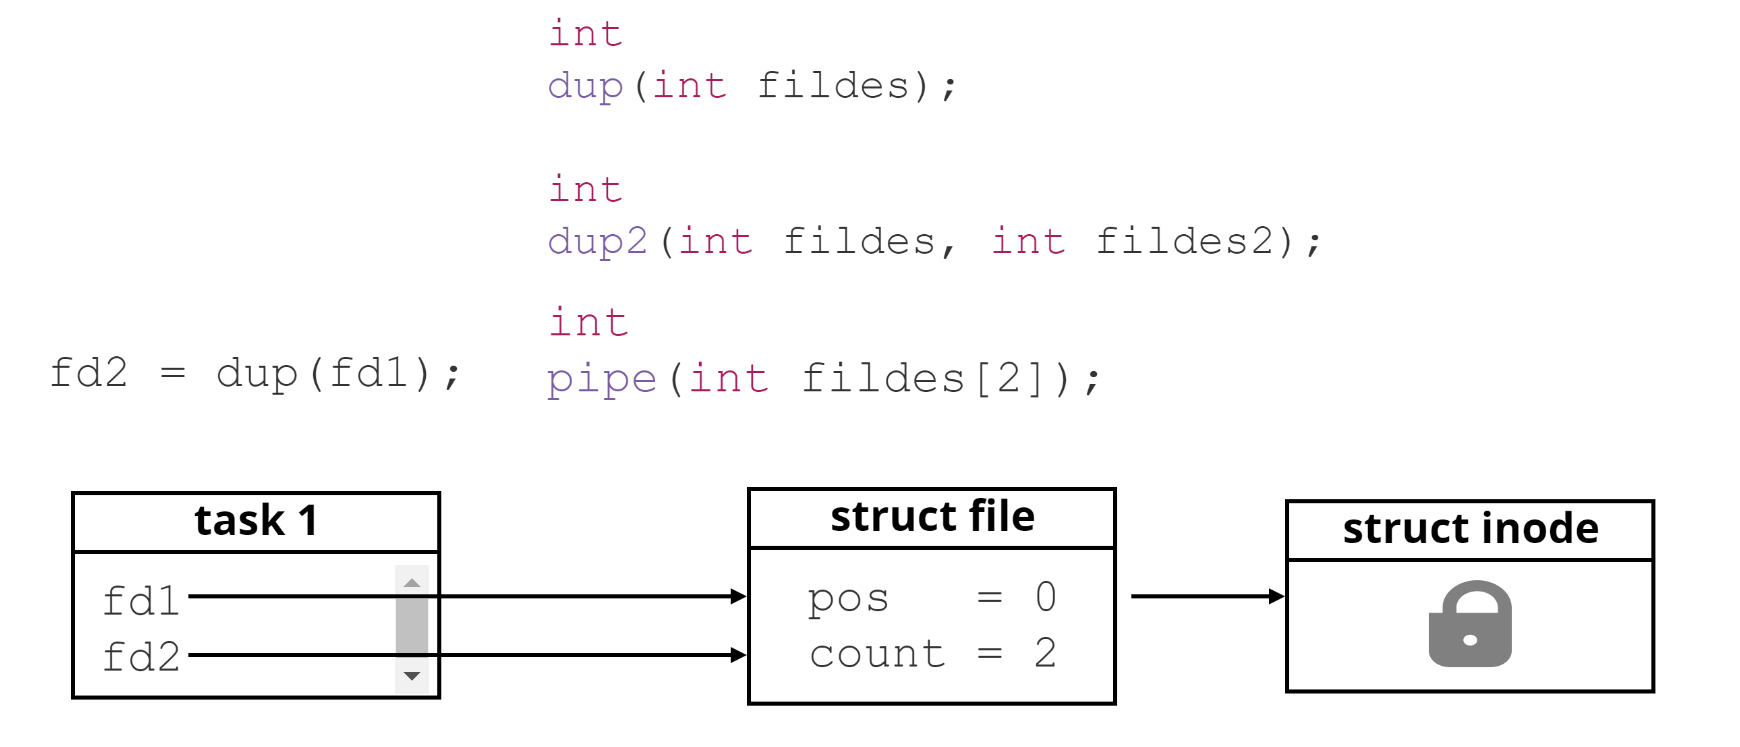 int
dup(int fildes);
int
dup2(int fildes, int fildes2);
int
pipe(int fildes[2]);
fd2 = dup(fd1);
task 1
fd1
fd2
struct file
pos = 0
count = 2
struct inode